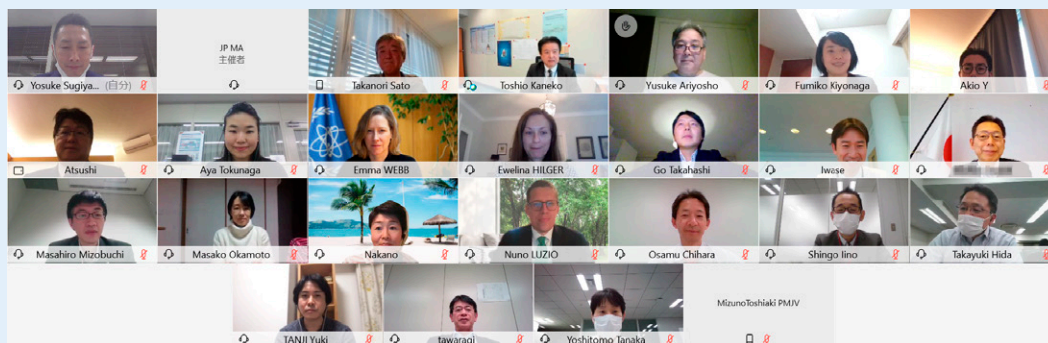 JP MA
主催者
Yosuke Sugiya... (自分)
Takanori Sato
Toshio Kaneko
Yusuke Ariyosho
Fumiko Kiyonaga
Akio Y
Atsushi
Aya Tokunaga
Emma WEBB
Ewelina HILGER
Go Takahashi
Iwase
Masahiro Mizobuchi
Masako Okamoto
Nakano
Nuno LUZIO
Osamu Chihara
Shingo Iino
Takayuki Hida
MizunoToshiaki PMJV
TANJI Yuki
tawaragi
Yoshitomo Tanaka